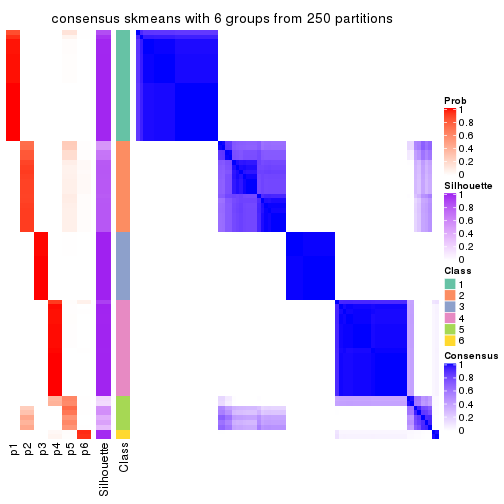 consensus skmeans with 6 groups from 250 partitions
Prob
1
0.8
0.6
0.4
0.2
0
Silhouette
1
0.8
0.6
0.4
0.2
0
Class
1
2
3
4
5
6
Consensus
1
0.8
0.6
0.4
0.2
0
p1
p2
p3
p4
p5
p6
Silhouette
Class